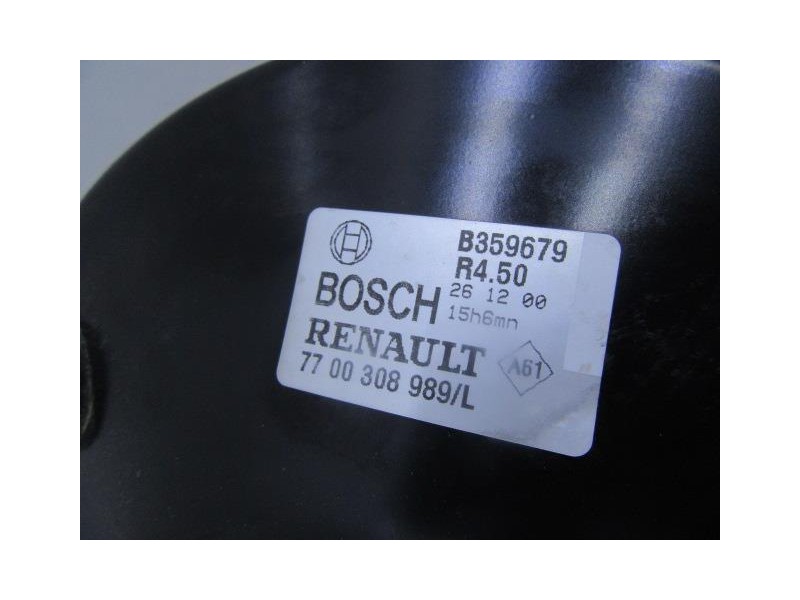 B359679
R4.50
26 12 00
15h6mn
BOSCH
RENAULT
77 00 308 989/L
A61